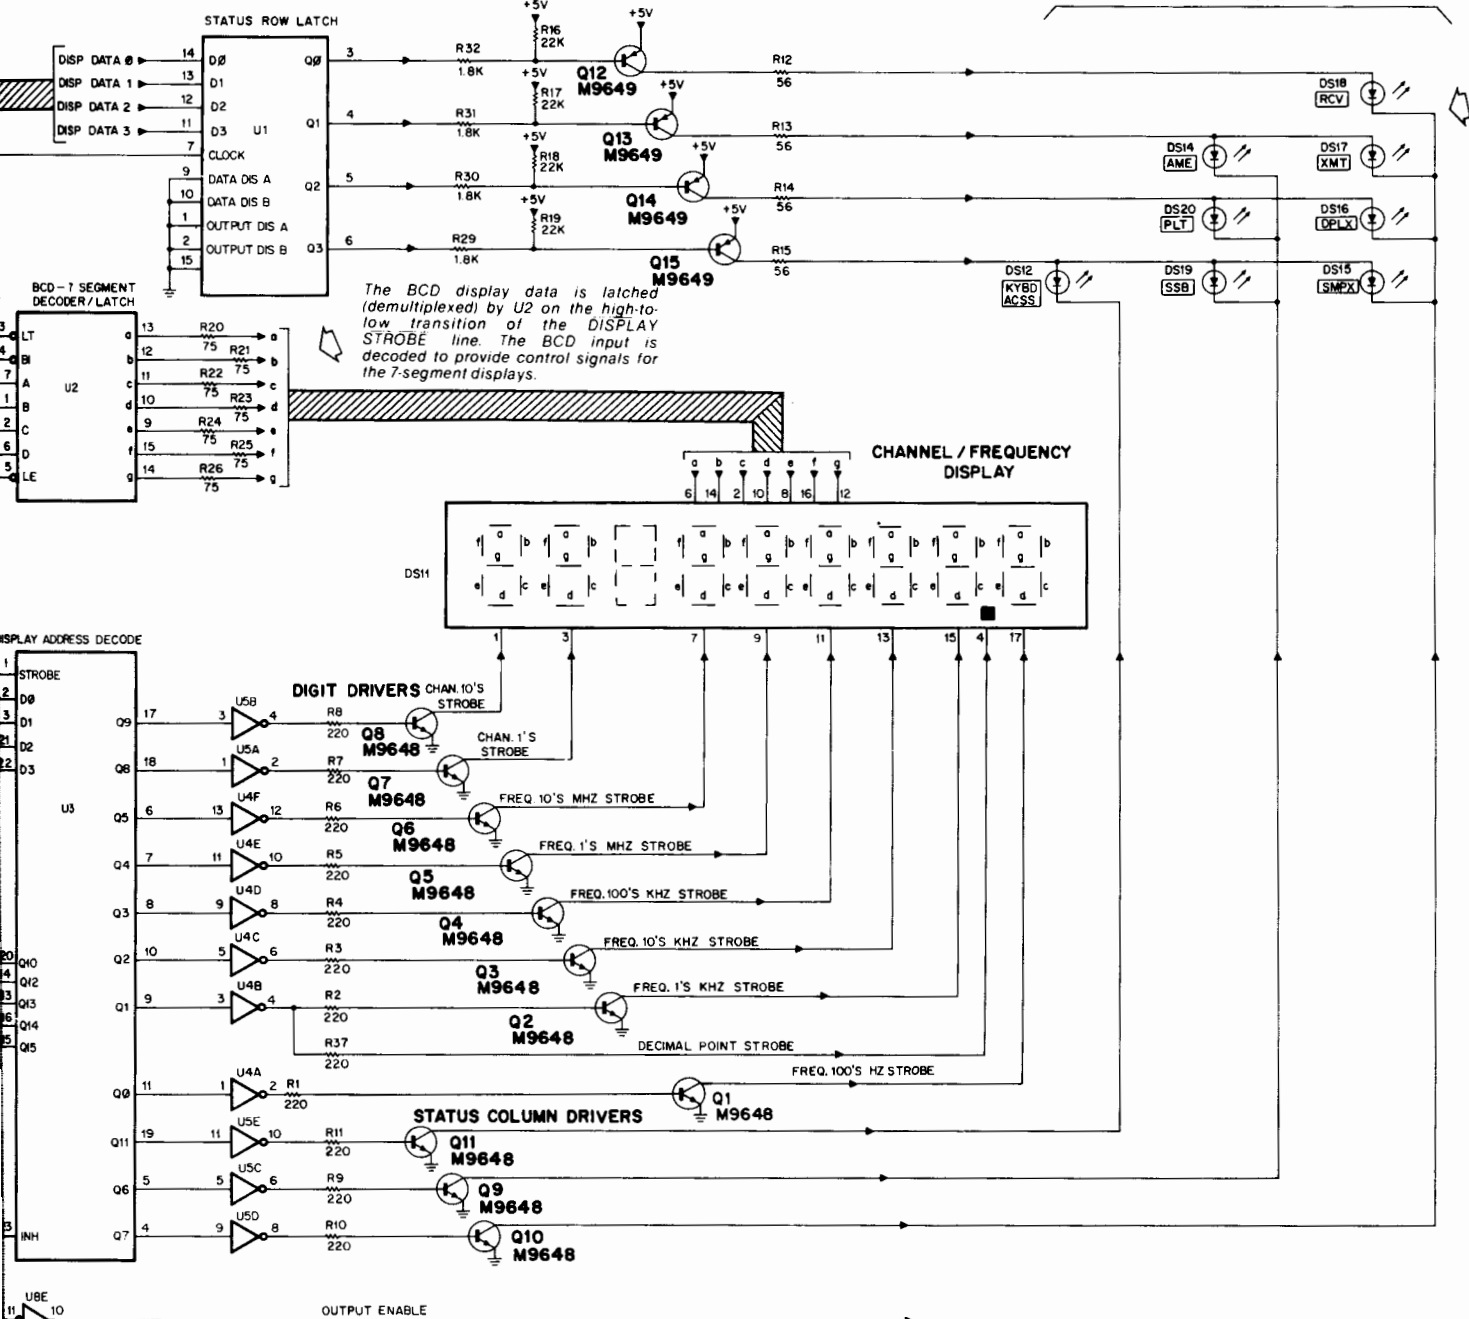 STATUS ROW LATCH
DISP DATA 0
DISP DATA 1
DISP DATA 2
DISP DATA 3
14 D0 Q0 3
13 D1
12 D2
11 D3 U1 Q1 4
7 CLOCK
9 DATA DIS A Q2 5
10 DATA DIS B
1 OUTPUT DIS A
2 OUTPUT DIS B Q3 6
15
+5V
R16
22K
R32
1.8K
+5V
Q12
M9649
R12
56
DS18
RCV
+5V
R17
22K
R31
1.8K
+5V
Q13
M9649
R13
56
DS14
AME
DS17
XMT
+5V
R18
22K
R30
1.8K
+5V
Q14
M9649
R14
56
DS20
PLT
DS16
DPLX
+5V
R19
22K
R29
1.8K
+5V
Q15
M9649
R15
56
DS12
KYBD
ACSS
DS19
SSB
DS15
SMPX
The BCD display data is latched
(demultiplexed) by U2 on the high-to-
low transition of the DISPLAY
STROBE line. The BCD input is
decoded to provide control signals for
the 7-segment displays.
BCD-7 SEGMENT
DECODER/LATCH
3 LT a 13 R20 75 a
4 BI b 12 R21 75 b
7 A c 11 R22 75 c
U2
1 B d 10 R23 75 d
2 C e 9 R24 75 e
6 D f 15 R25 75 f
5 LE g 14 R26 75 g
CHANNEL/FREQUENCY
DISPLAY
a b c d e f g
6 14 2 10 8 16 12
DS11
a b c d e f g
a b c d e f g
a b c d e f g
a b c d e f g
a b c d e f g
a b c d e f g
a b c d e f g
a b c d e f g
1 3 7 9 11 13 15 4 17
DISPLAY ADDRESS DECODE
1 STROBE
2 D0
3 D1
21 D2
22 D3
U3
20 Q10
14 Q12
13 Q13
16 Q14
15 Q15
INH
DIGIT DRIVERS
Q9 17 3 U5B 4 R8 220 Q8 M9648 CHAN. 10'S STROBE
Q8 18 1 U5A 2 R7 220 Q7 M9648 CHAN. 1'S STROBE
Q5 6 13 U4F 12 R6 220 Q6 M9648 FREQ. 10'S MHZ STROBE
Q4 7 11 U4E 10 R5 220 Q5 M9648 FREQ. 1'S MHZ STROBE
Q3 8 9 U4D 8 R4 220 Q4 M9648 FREQ. 100'S KHZ STROBE
Q2 10 5 U4C 6 R3 220 Q3 M9648 FREQ. 10'S KHZ STROBE
Q1 9 3 U4B 4 R2 220 Q2 M9648 FREQ. 1'S KHZ STROBE
R37 220 DECIMAL POINT STROBE
Q0 11 1 U4A 2 R1 220 Q1 M9648 FREQ. 100'S HZ STROBE
STATUS COLUMN DRIVERS
Q11 19 11 U5E 10 R11 220 Q11 M9648
Q6 5 5 U5C 6 R9 220 Q9 M9648
Q7 4 9 U5D 8 R10 220 Q10 M9648
U8E
11 10
OUTPUT ENABLE